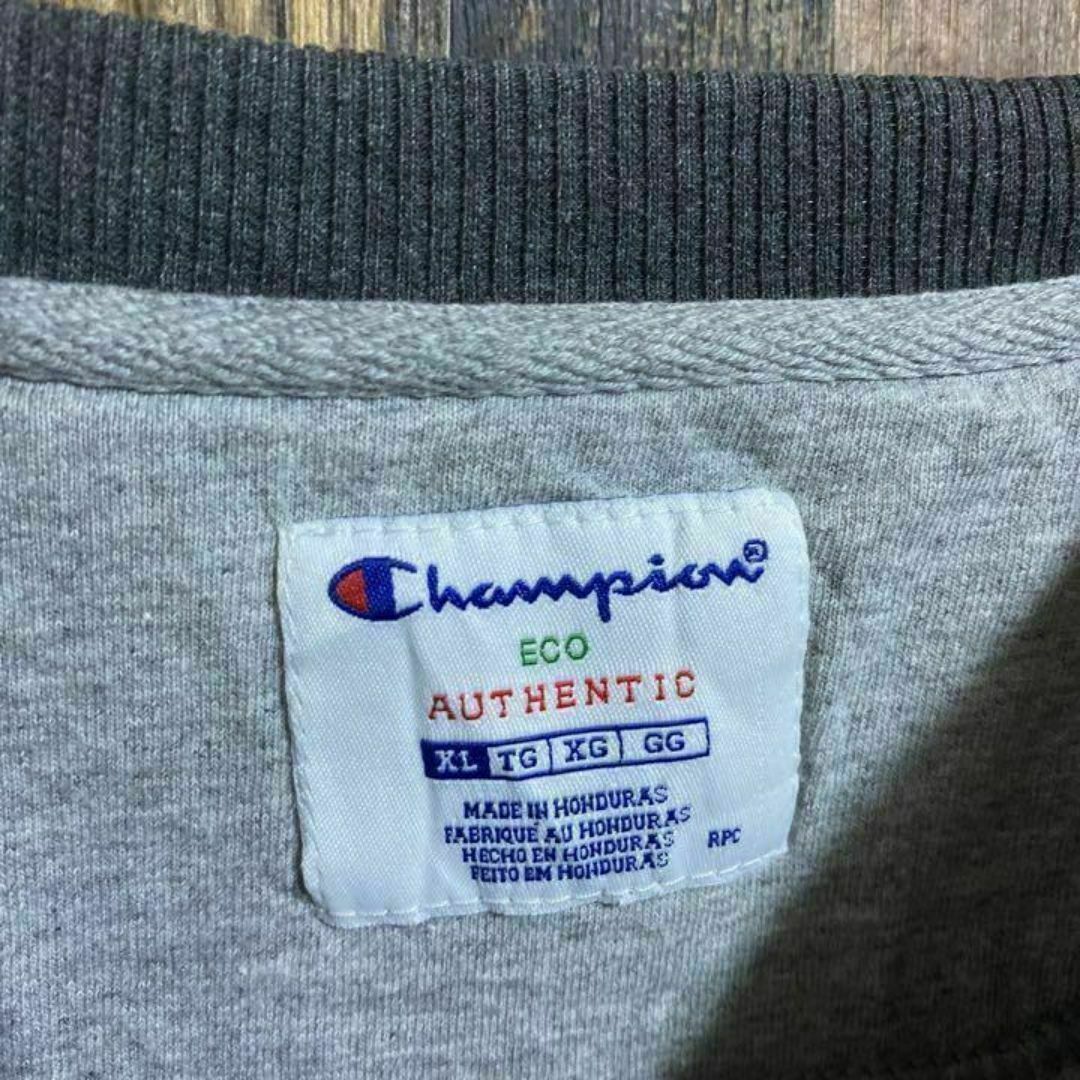 Champion®
ECO
AUTHENTIC
XL TG XG GG
MADE IN HONDURAS
FABRIQUÉ AU HONDURAS
HECHO EN HONDURAS
FEITO EM HONDURAS
RPC